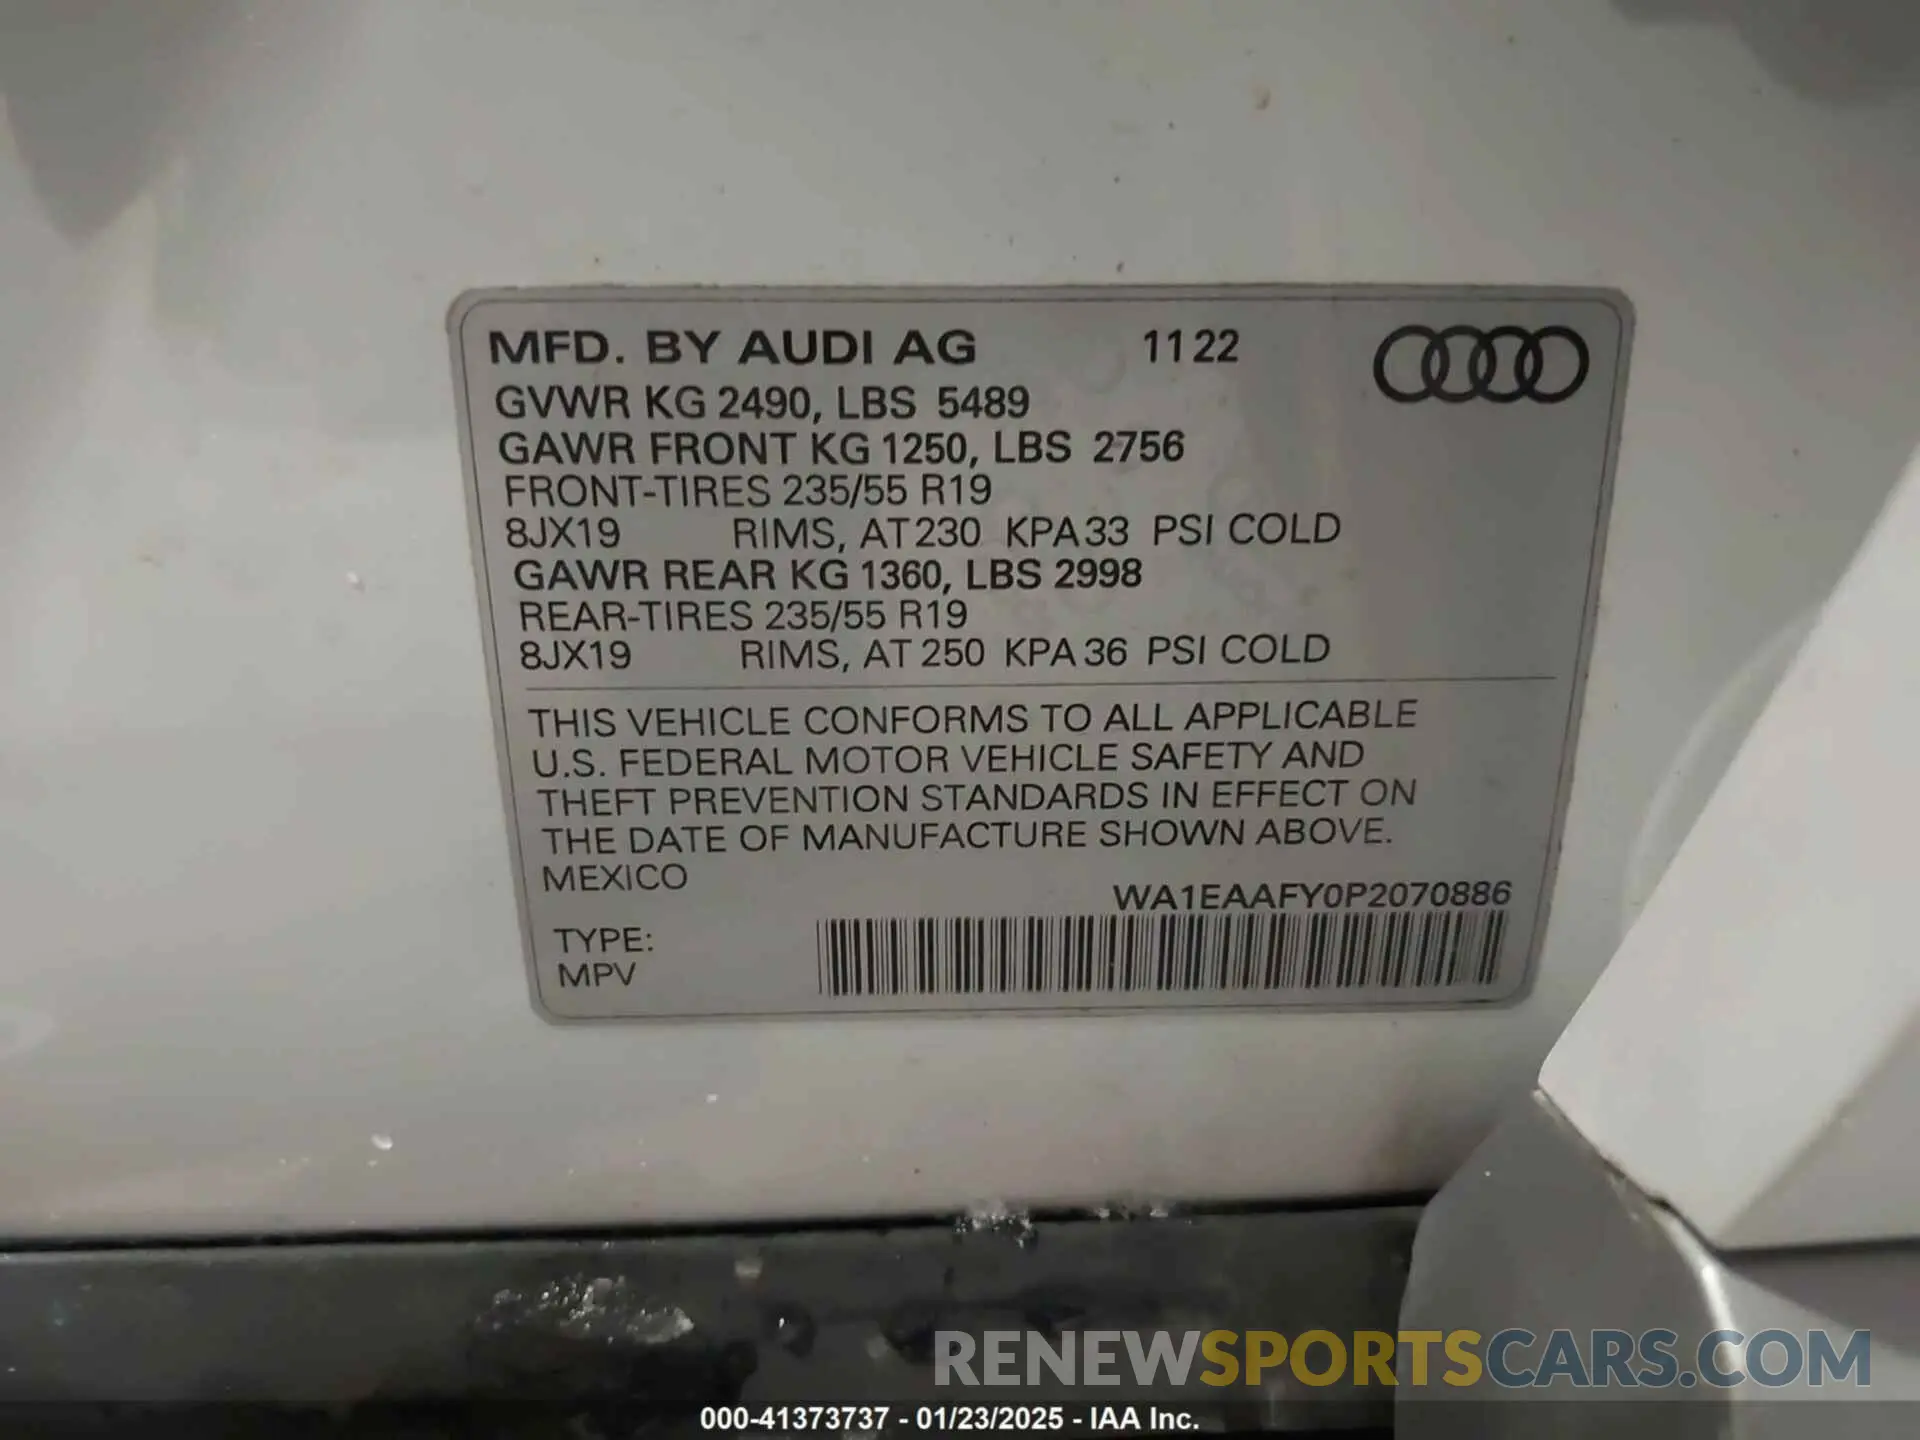 MFD. BY AUDI AG 11 22
GVWR KG 2490, LBS 5489
GAWR FRONT KG 1250, LBS 2756
FRONT-TIRES 235/55 R19
8JX19 RIMS, AT 230 KPA 33 PSI COLD
GAWR REAR KG 1360, LBS 2998
REAR-TIRES 235/55 R19
8JX19 RIMS, AT 250 KPA 36 PSI COLD
THIS VEHICLE CONFORMS TO ALL APPLICABLE
U.S. FEDERAL MOTOR VEHICLE SAFETY AND
THEFT PREVENTION STANDARDS IN EFFECT ON
THE DATE OF MANUFACTURE SHOWN ABOVE.
MEXICO
WA1EAAFY0P2070886
TYPE:
MPV
RENEWSPORTSCARS.COM
000-41373737 - 01/23/2025 - IAA Inc.